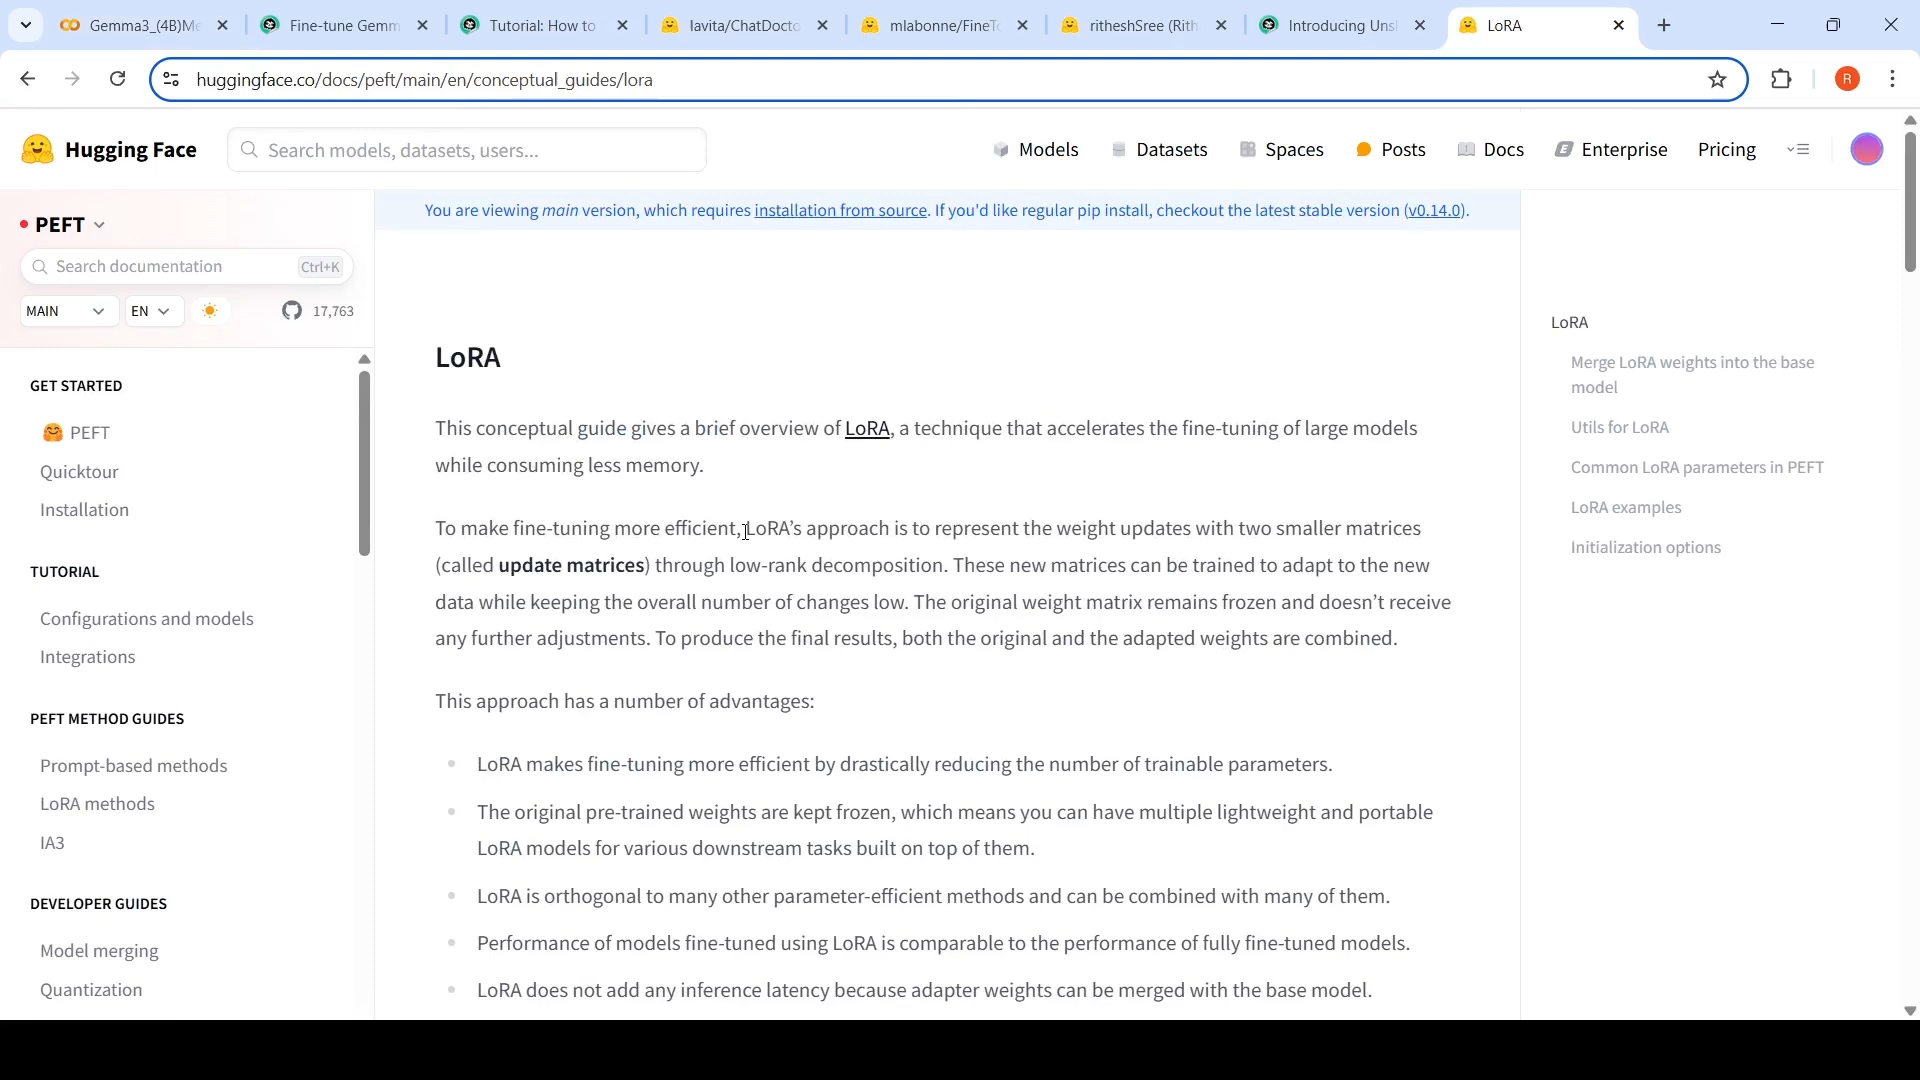 Gemma3_(4B)Me
Fine-tune Gemm
Tutorial: How to
lavita/ChatDocto
mlabonne/FineTo
ritheshSree (Rith
Introducing Unsl
LoRA
huggingface.co/docs/peft/main/en/conceptual_guides/lora
R
Hugging Face
Search models, datasets, users...
Models
Datasets
Spaces
Posts
Docs
Enterprise
Pricing
PEFT
Search documentation
Ctrl+K
MAIN
EN
17,763
GET STARTED
PEFT
Quicktour
Installation
TUTORIAL
Configurations and models
Integrations
PEFT METHOD GUIDES
Prompt-based methods
LoRA methods
IA3
DEVELOPER GUIDES
Model merging
Quantization
You are viewing main version, which requires installation from source. If you'd like regular pip install, checkout the latest stable version (v0.14.0).
LoRA
This conceptual guide gives a brief overview of LoRA, a technique that accelerates the fine-tuning of large models
while consuming less memory.
To make fine-tuning more efficient, LoRA’s approach is to represent the weight updates with two smaller matrices
(called update matrices) through low-rank decomposition. These new matrices can be trained to adapt to the new
data while keeping the overall number of changes low. The original weight matrix remains frozen and doesn’t receive
any further adjustments. To produce the final results, both the original and the adapted weights are combined.
This approach has a number of advantages:
LoRA makes fine-tuning more efficient by drastically reducing the number of trainable parameters.
The original pre-trained weights are kept frozen, which means you can have multiple lightweight and portable
LoRA models for various downstream tasks built on top of them.
LoRA is orthogonal to many other parameter-efficient methods and can be combined with many of them.
Performance of models fine-tuned using LoRA is comparable to the performance of fully fine-tuned models.
LoRA does not add any inference latency because adapter weights can be merged with the base model.
LoRA
Merge LoRA weights into the base
model
Utils for LoRA
Common LoRA parameters in PEFT
LoRA examples
Initialization options